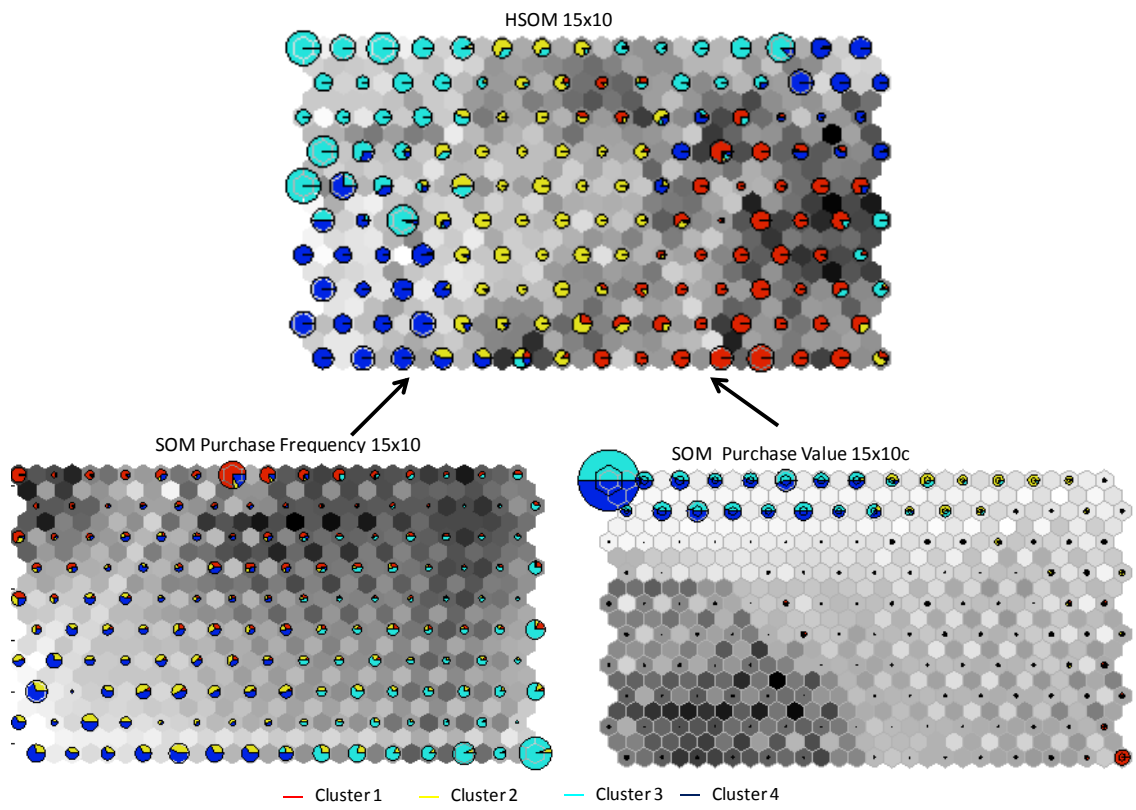 HSOM 15x10
SOM Purchase Frequency 15x10
SOM Purchase Value 15x10c
Cluster 1 Cluster 2 Cluster 3 Cluster 4